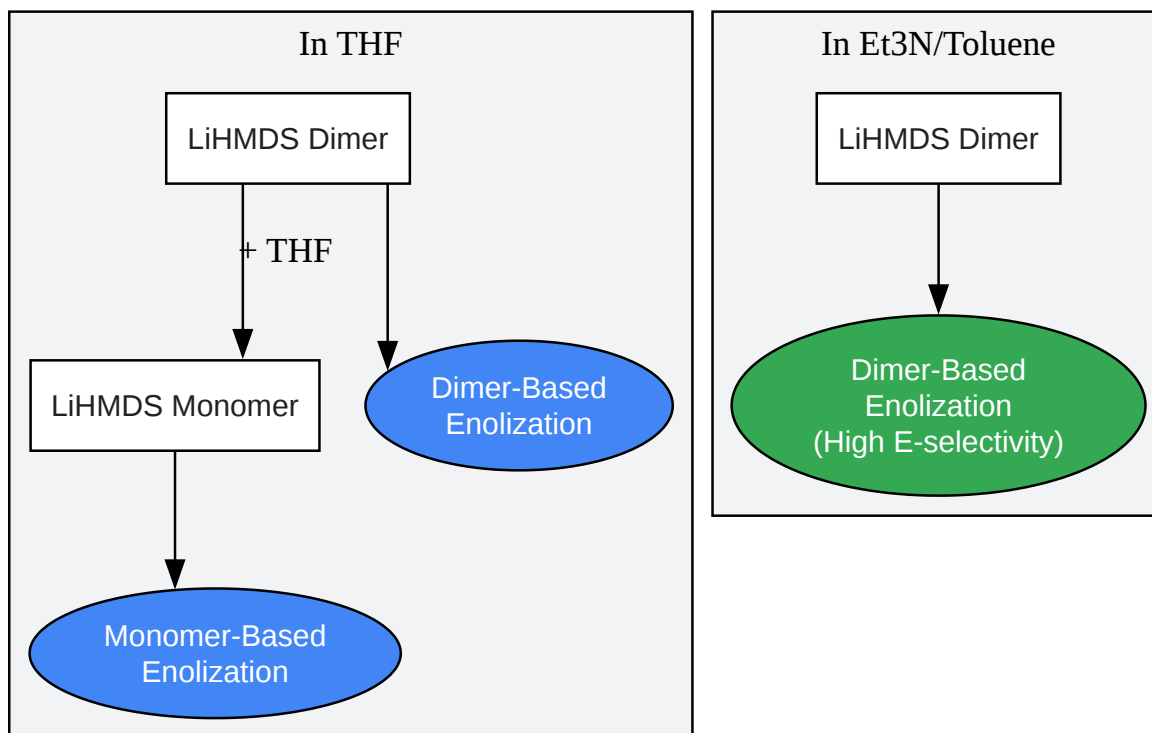 In THF
LiHMDS Dimer
+ THF
LiHMDS Monomer
Dimer-Based
Enolization
Monomer-Based
Enolization
In Et3N/Toluene
LiHMDS Dimer
Dimer-Based
Enolization
(High E-selectivity)